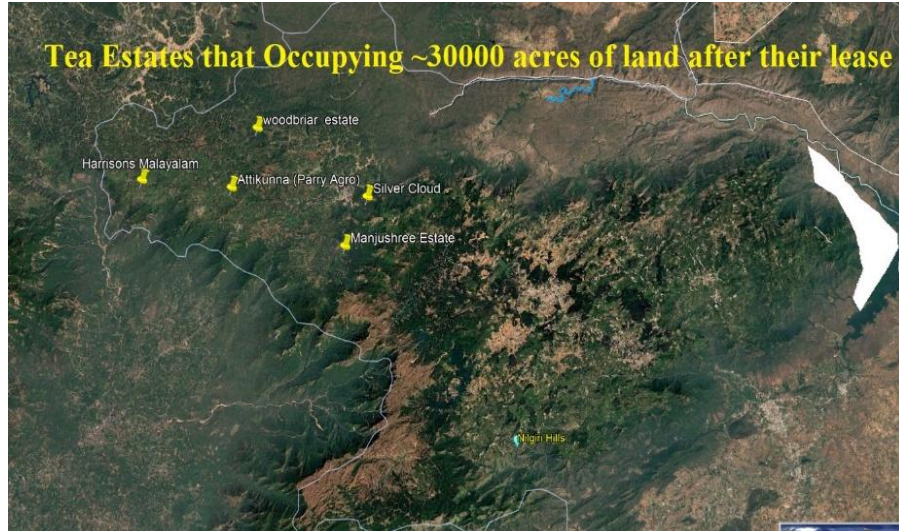 Tea Estates that Occupying ~30000 acres of land after their lease
woodbriar estate
Harrisons Malayalam
Attikunna (Parry Agro)
Silver Cloud
Manjushree Estate
Nilgiri Hills